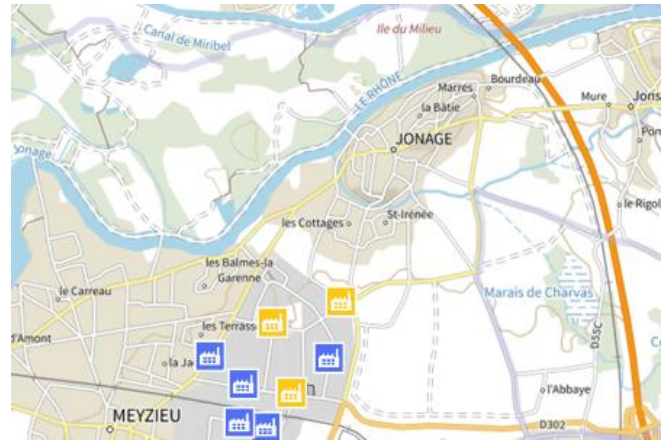 Canal de Miribel
Ile du Milieu
Bourdeau
Marres
la Bâtie
Mure
Jons
LE RHÔNE
JONAGE
Jonage
Pon
les Cottages
St-Irénée
le Rigol
les Balmes-la
Garenne
le Carreau
Marais de Charvas
d'Amont
les Terrass
la Ja
D55C
l'Abbaye
MEYZIEU
D302